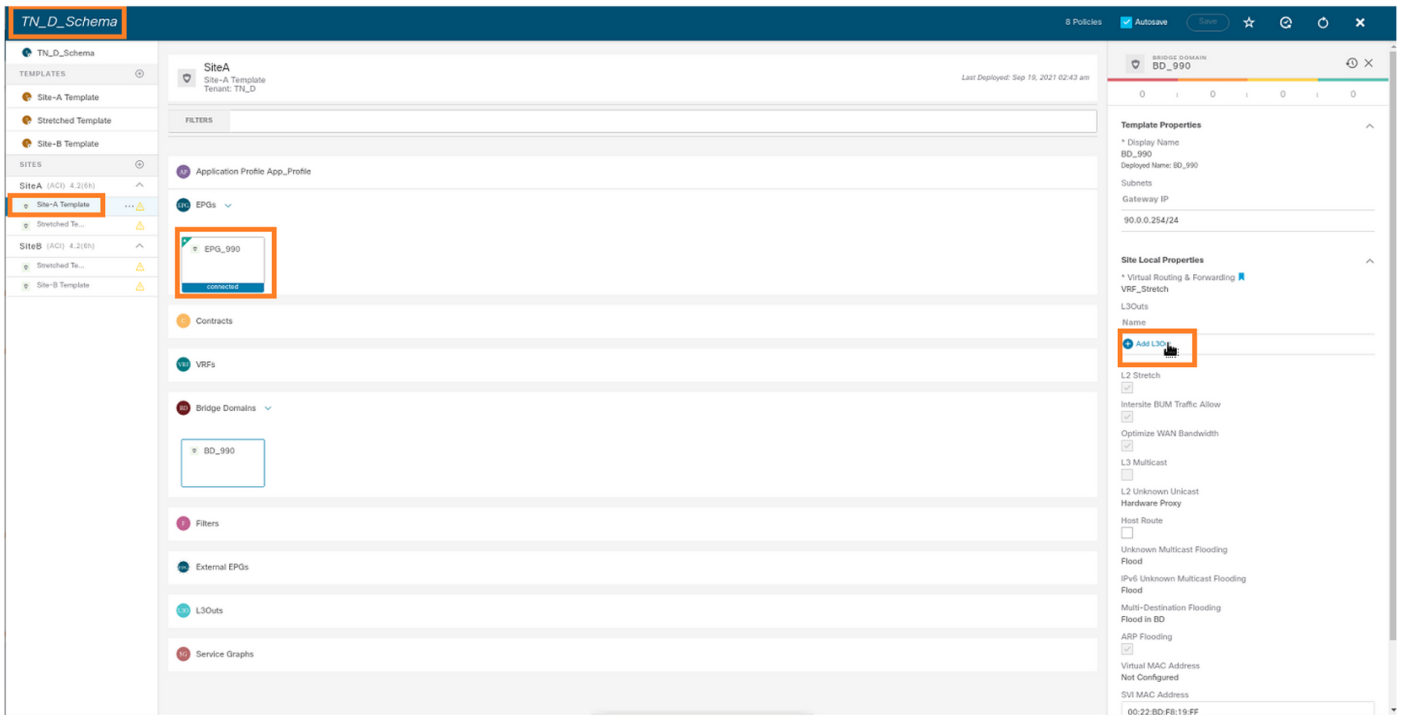 TN_D_Schema
8 Policies
Autosave
Save
TN_D_Schema
TEMPLATES
Site-A Template
Stretched Template
Site-B Template
SITES
SiteA (ACI) 4.2(6h)
Site-A Template
Stretched Te...
SiteB (ACI) 4.2(6h)
Stretched Te...
Site-B Template
SiteA
Site-A Template
Tenant: TN_D
Last Deployed: Sep 19, 2021 02:43 am
FILTERS
AP Application Profile App_Profile
EPG EPGs
EPG_990
connected
C Contracts
VRF VRFs
BD Bridge Domains
BD_990
F Filters
External EPGs
L3Outs
SG Service Graphs
BRIDGE DOMAIN
BD_990
0 0 0 0
Template Properties
* Display Name
BD_990
Deployed Name: BD_990
Subnets
Gateway IP
90.0.0.254/24
Site Local Properties
* Virtual Routing & Forwarding
VRF_Stretch
L3Outs
Name
Add L3O
L2 Stretch
Intersite BUM Traffic Allow
Optimize WAN Bandwidth
L3 Multicast
L2 Unknown Unicast
Hardware Proxy
Host Route
Unknown Multicast Flooding
Flood
IPv6 Unknown Multicast Flooding
Flood
Multi-Destination Flooding
Flood in BD
ARP Flooding
Virtual MAC Address
Not Configured
SVI MAC Address
00:22:BD:F8:19:FF